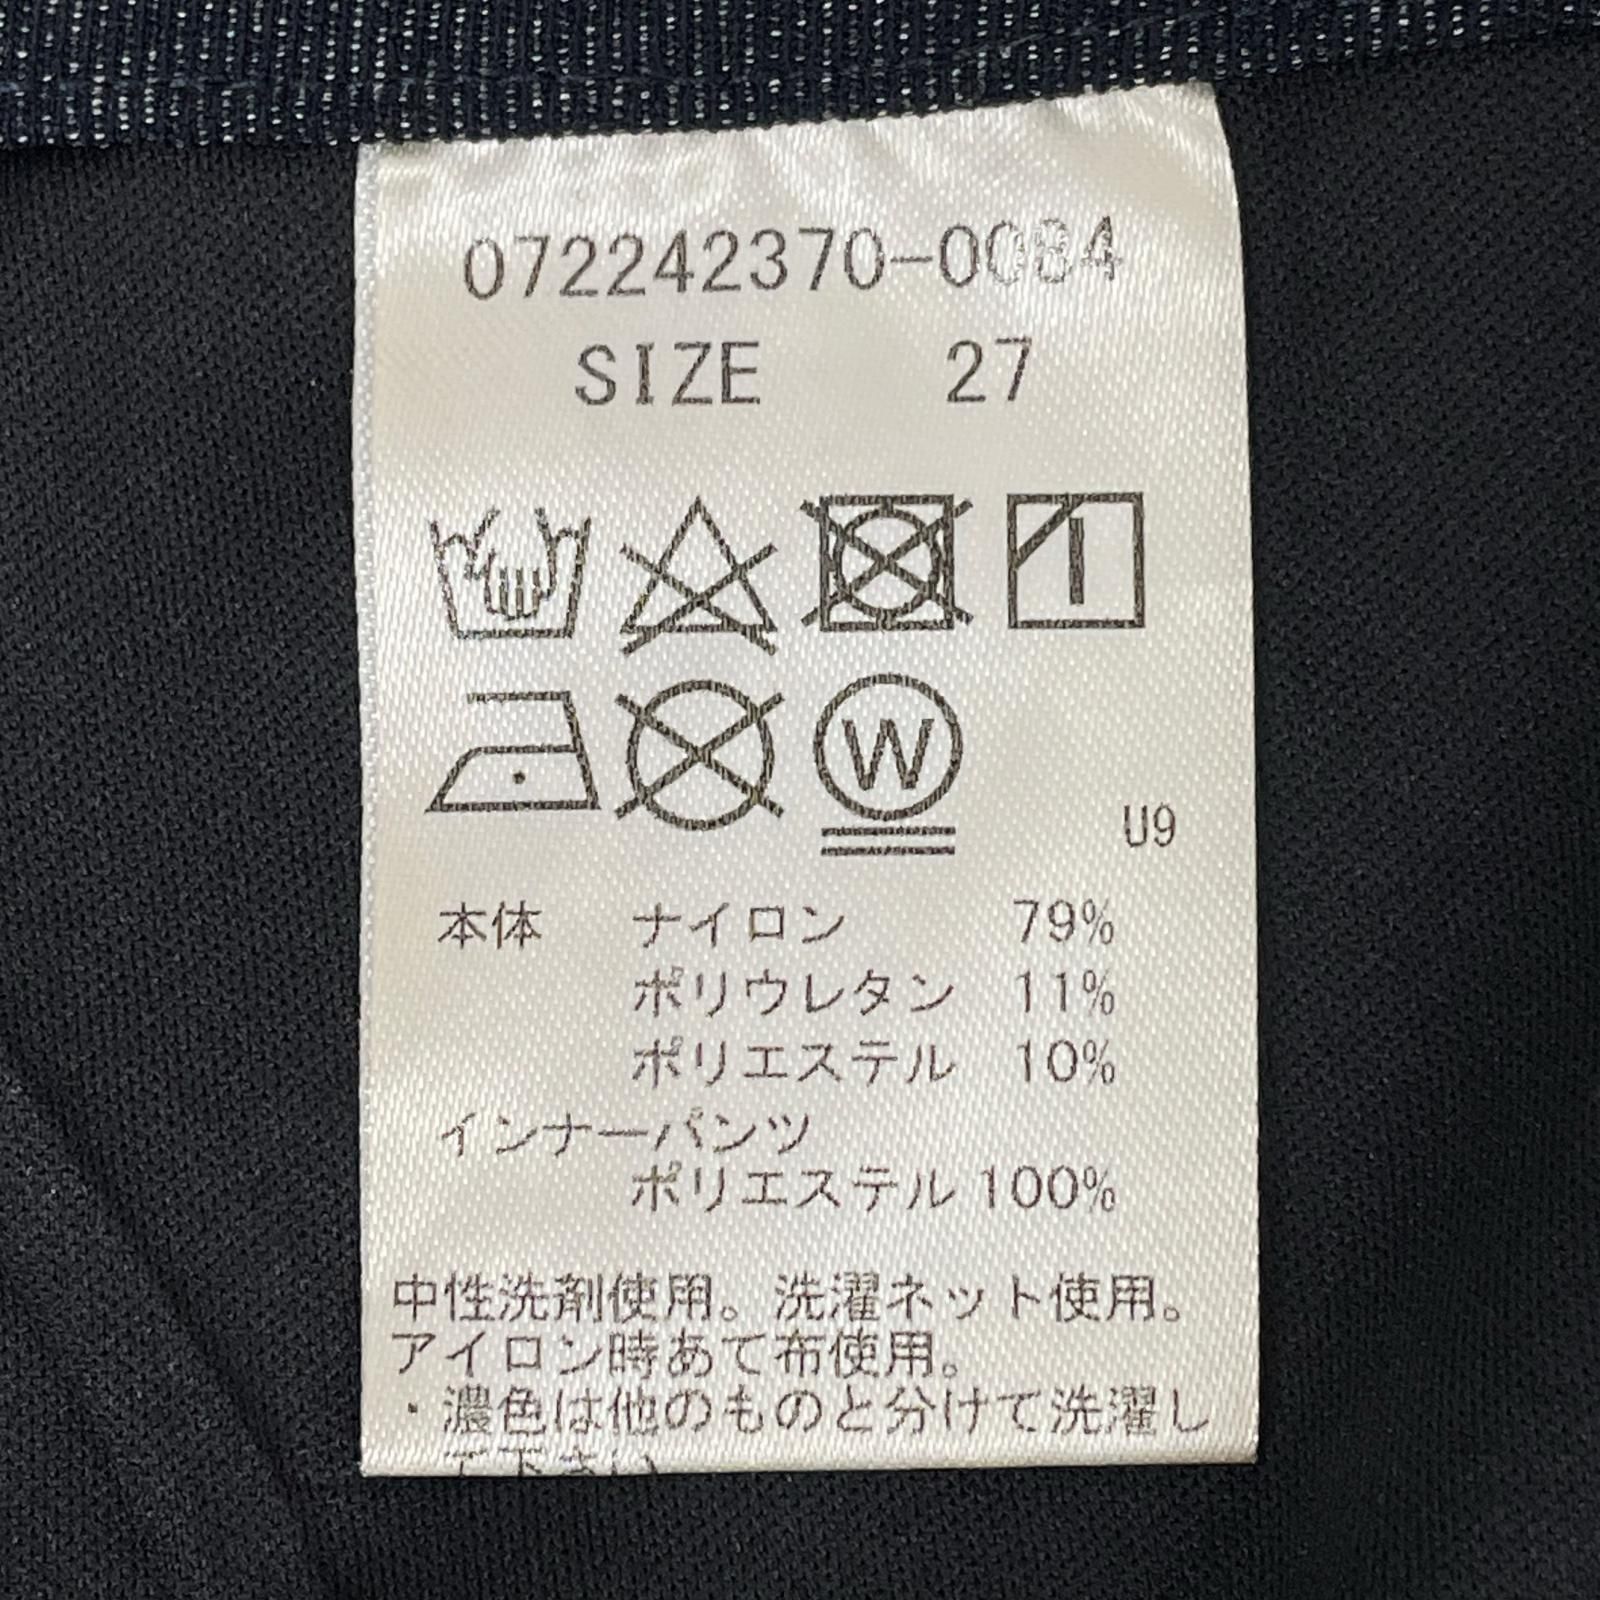 072242370-0084
SIZE 27
W
U9
本体 ナイロン 79%
ポリウレタン 11%
ポリエステル 10%
インナーパンツ
ポリエステル 100%
中性洗剤使用。洗濯ネット使用。
アイロン時あて布使用。
・濃色は他のものと分けて洗濯し
て下さい